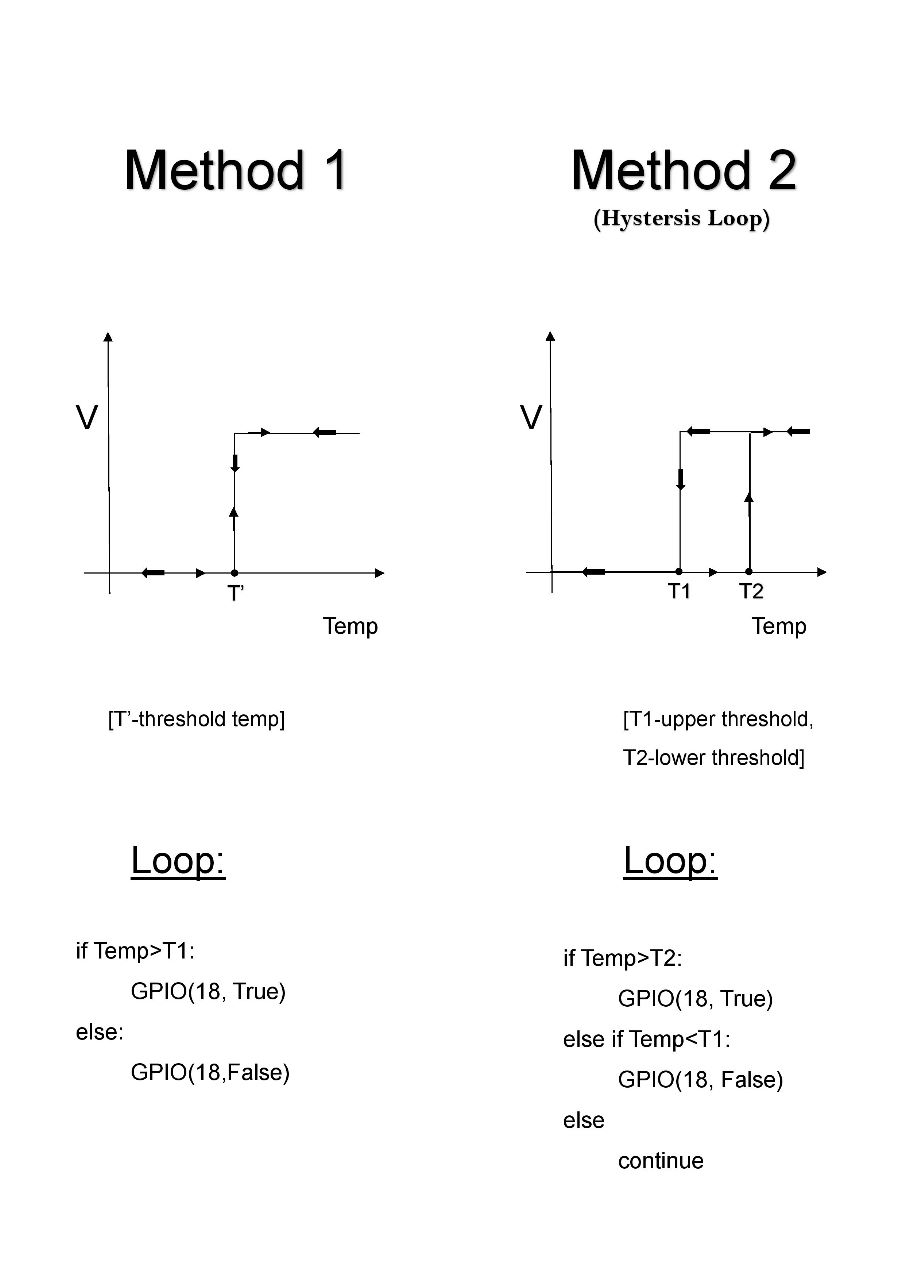 Method 1
V
T’
Temp
[T’-threshold temp]
Loop:
if Temp>T1:
GPIO(18, True)
else:
GPIO(18,False)
Method 2
(Hystersis Loop)
V
T1 T2
Temp
[T1-upper threshold,
T2-lower threshold]
Loop:
if Temp>T2:
GPIO(18, True)
else if Temp<T1:
GPIO(18, False)
else
continue